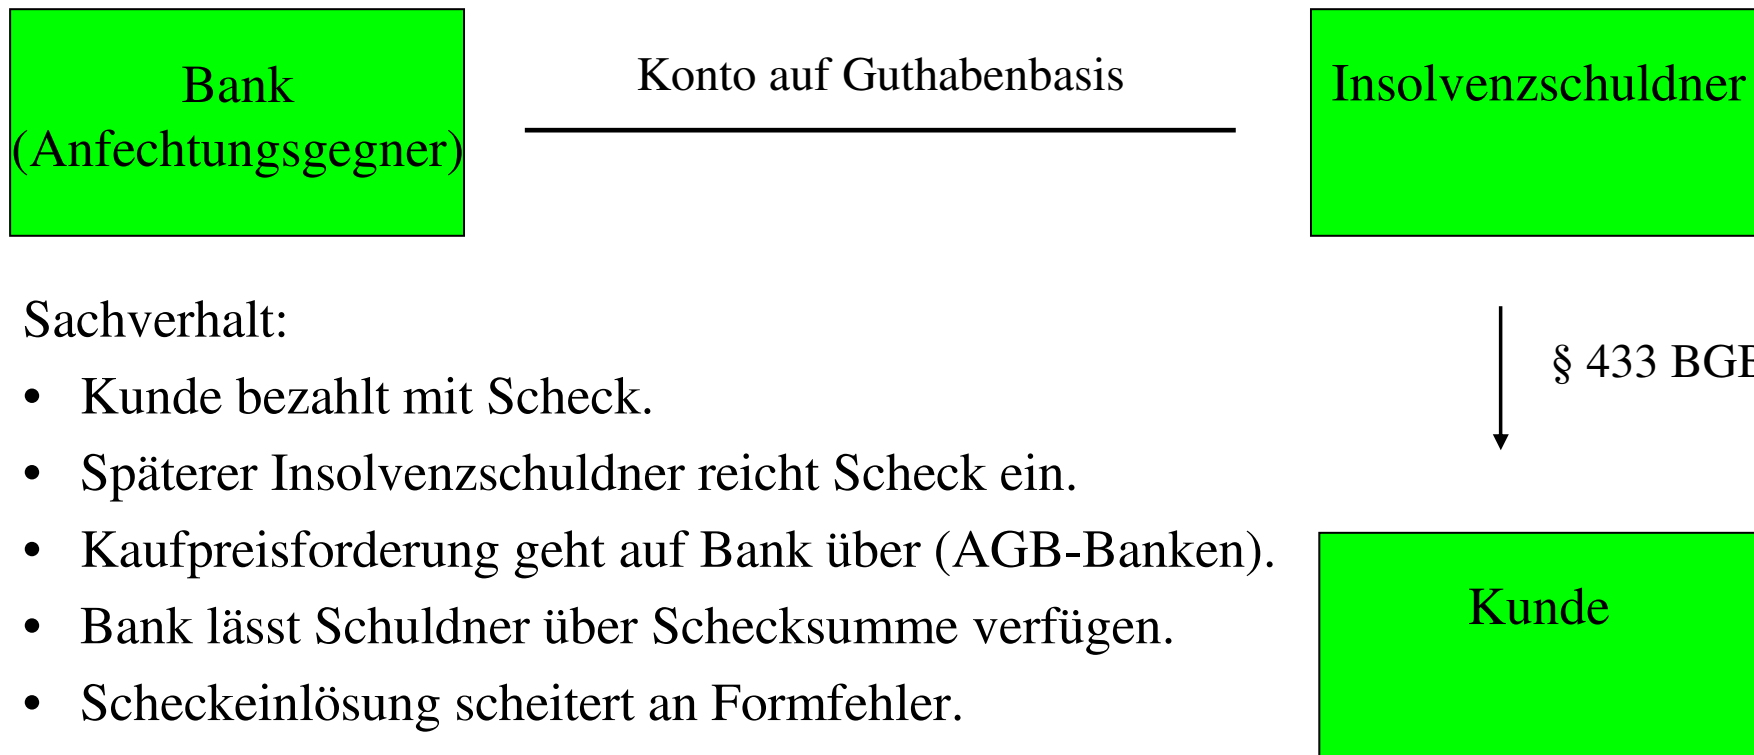 Bank
(Anfechtungsgegner)
Konto auf Guthabenbasis
Insolvenzschuldner
Sachverhalt:
• Kunde bezahlt mit Scheck.
• Späterer Insolvenzschuldner reicht Scheck ein.
• Kaufpreisforderung geht auf Bank über (AGB-Banken).
• Bank lässt Schuldner über Schecksumme verfügen.
• Scheckeinlösung scheitert an Formfehler.
§ 433 BGB
Kunde